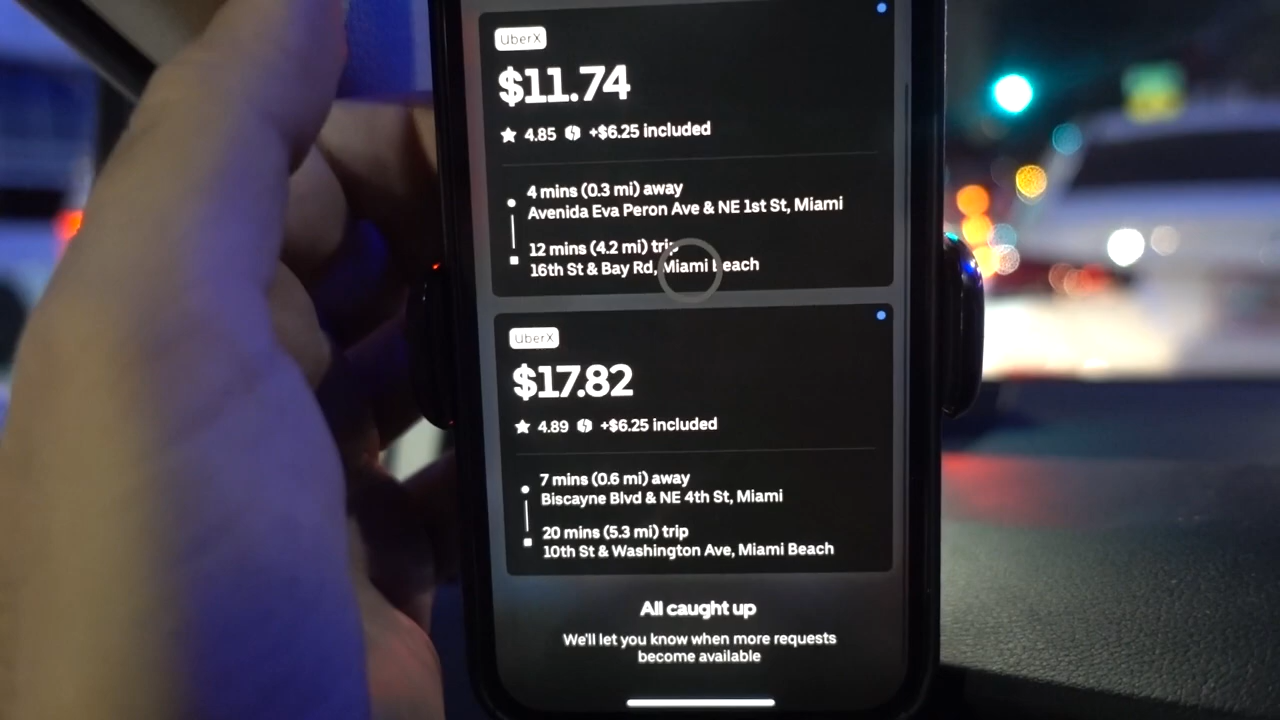 UberX
$11.74
4.85 +$6.25 included
4 mins (0.3 mi) away
Avenida Eva Peron Ave & NE 1st St, Miami
12 mins (4.2 mi) trip
16th St & Bay Rd, Miami Beach
UberX
$17.82
4.89 +$6.25 included
7 mins (0.6 mi) away
Biscayne Blvd & NE 4th St, Miami
20 mins (5.3 mi) trip
10th St & Washington Ave, Miami Beach
All caught up
We'll let you know when more requests
become available